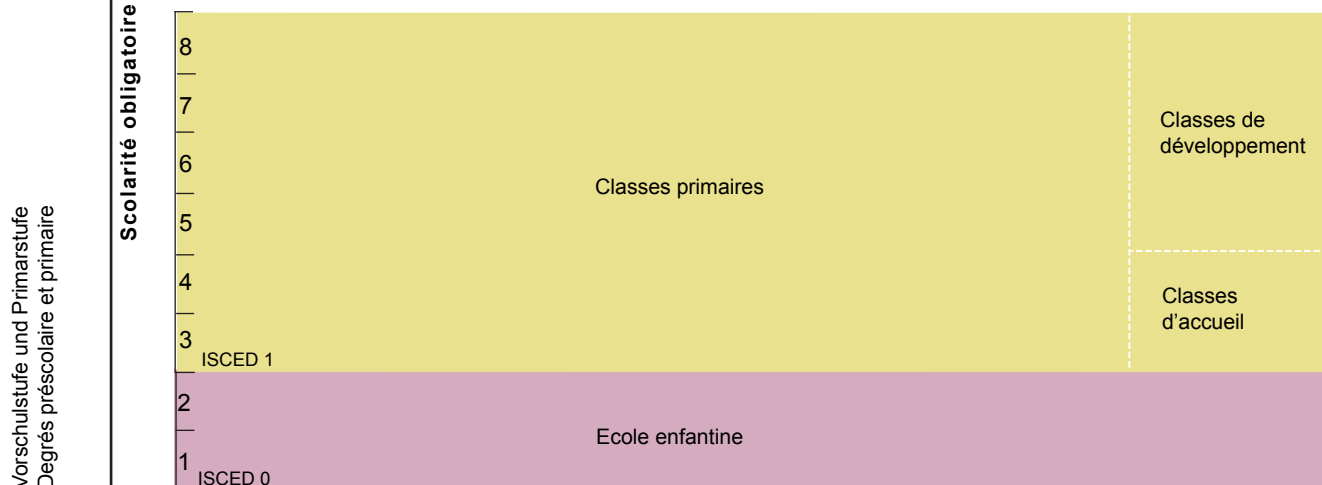 Scolarité obligatoire
8
7
6
5
4
3
Classes primaires
Classes de
développement
Classes
d’accueil
ISCED 1
2
1
Ecole enfantine
ISCED 0
Vorschulstufe und Primarstufe
Degrés préscolaire et primaire